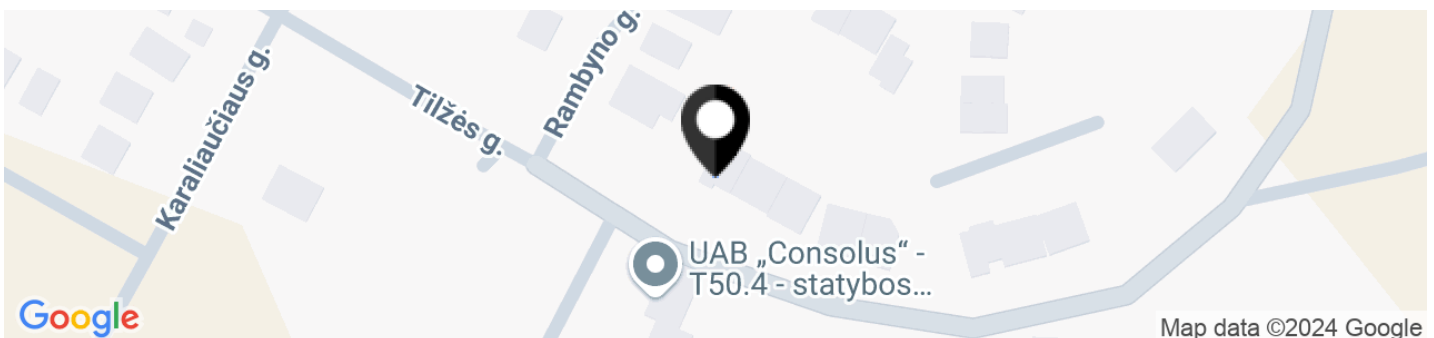 Karaliaučiaus g.
Tilžės g.
Rambyno g.
UAB „Consolus“ -
T50.4 - statybos...
Google
Map data ©2024 Google